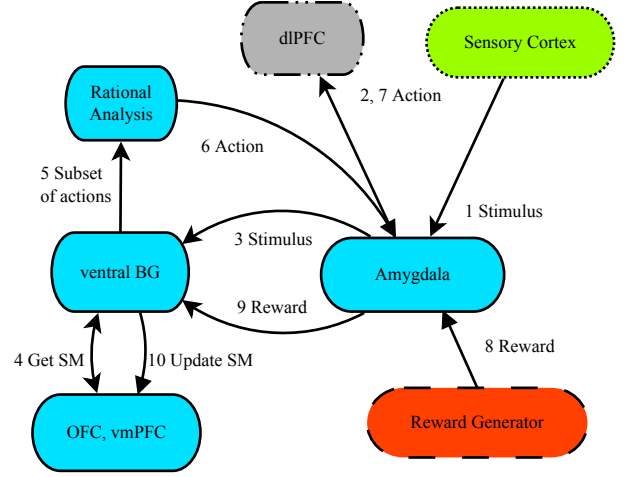 dlPFC
Sensory Cortex
Rational
Analysis
2, 7 Action
6 Action
5 Subset
of actions
1 Stimulus
3 Stimulus
ventral BG
Amygdala
9 Reward
8 Reward
4 Get SM
10 Update SM
OFC, vmPFC
Reward Generator